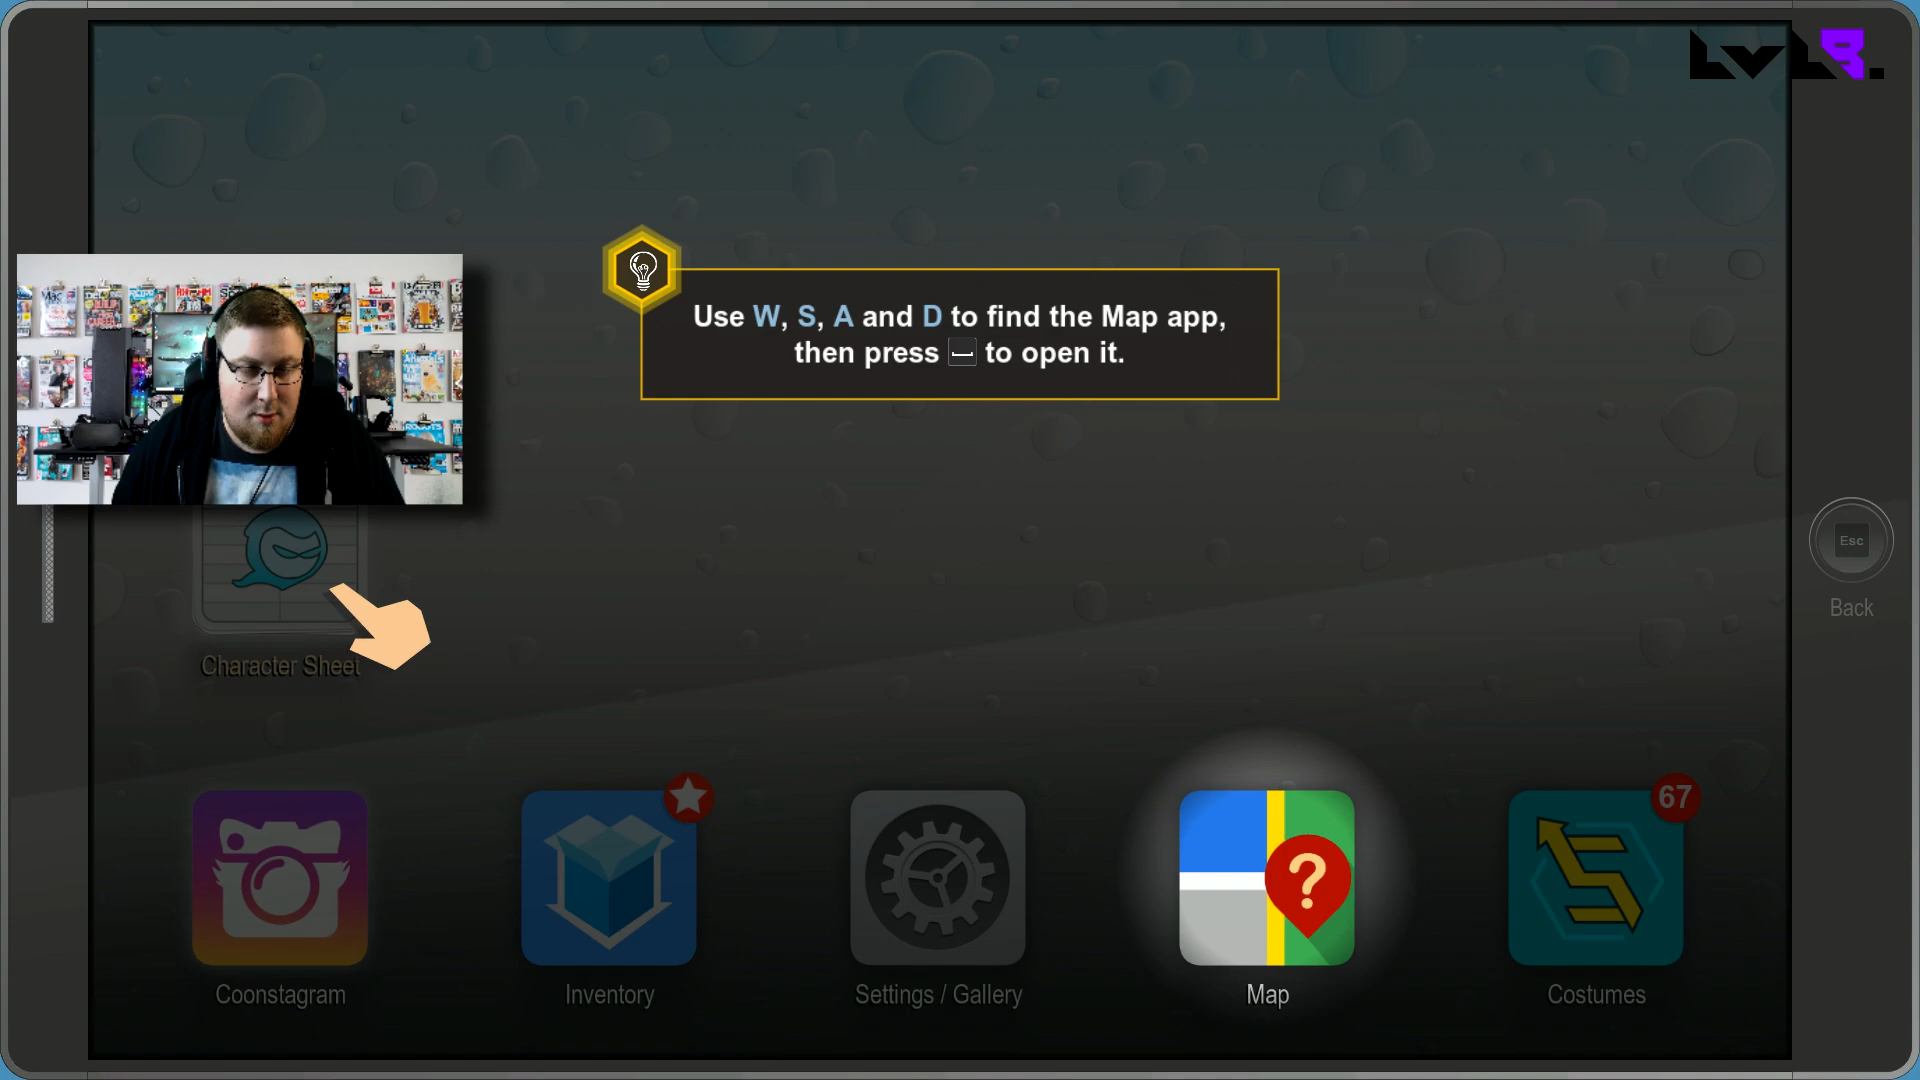 LVL8.
Use W, S, A and D to find the Map app,
then press to open it.
Esc
Back
Character Sheet
67
Coonstagram
Inventory
Settings / Gallery
Map
?
Costumes